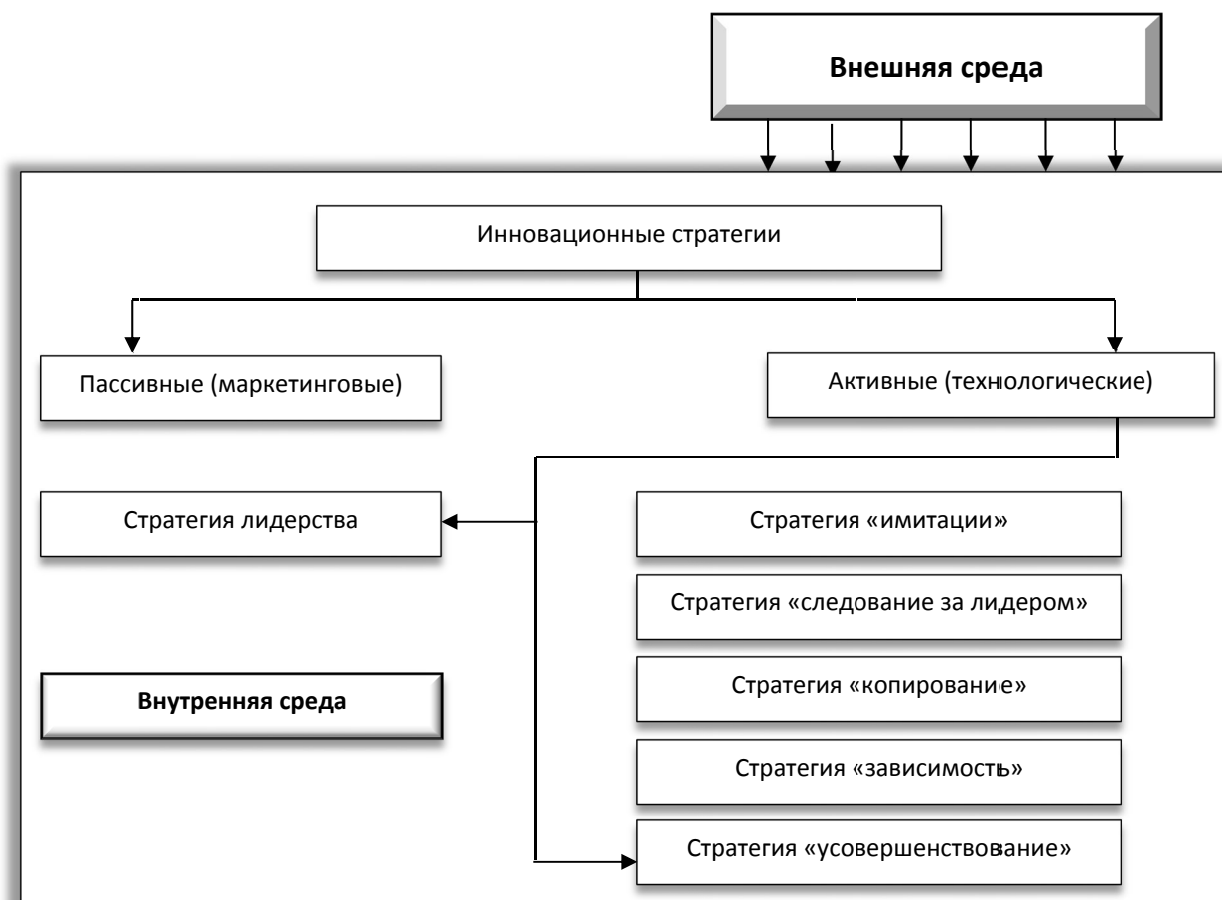 Внешняя среда
Инновационные стратегии
Пассивные (маркетинговые)
Активные (технологические)
Стратегия лидерства
Стратегия «имитации»
Стратегия «следование за лидером»
Внутренняя среда
Стратегия «копирование»
Стратегия «зависимость»
Стратегия «усовершенствование»